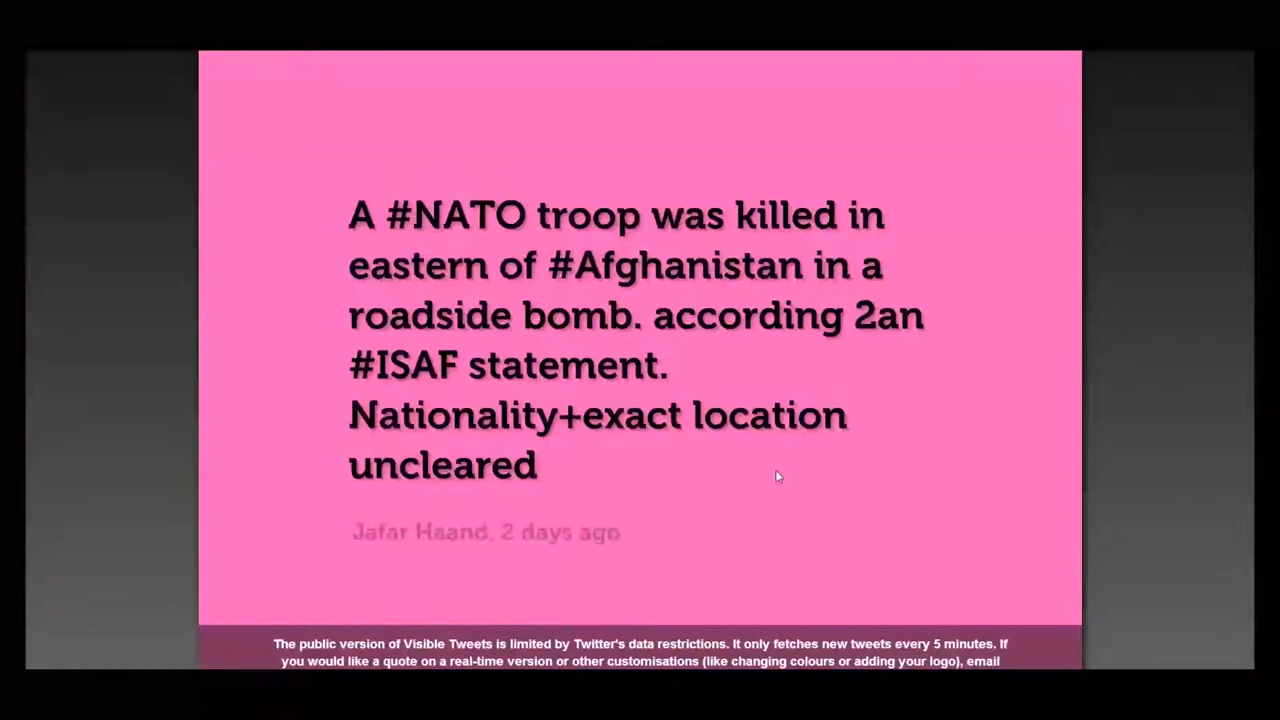 A #NATO troop was killed in
eastern of #Afghanistan in a
roadside bomb. according 2an
#ISAF statement.
Nationality+exact location
uncleared
Jafar Haand, 2 days ago
The public version of Visible Tweets is limited by Twitter's data restrictions. It only fetches new tweets every 5 minutes. If
you would like a quote on a real-time version or other customisations (like changing colours or adding your logo), email